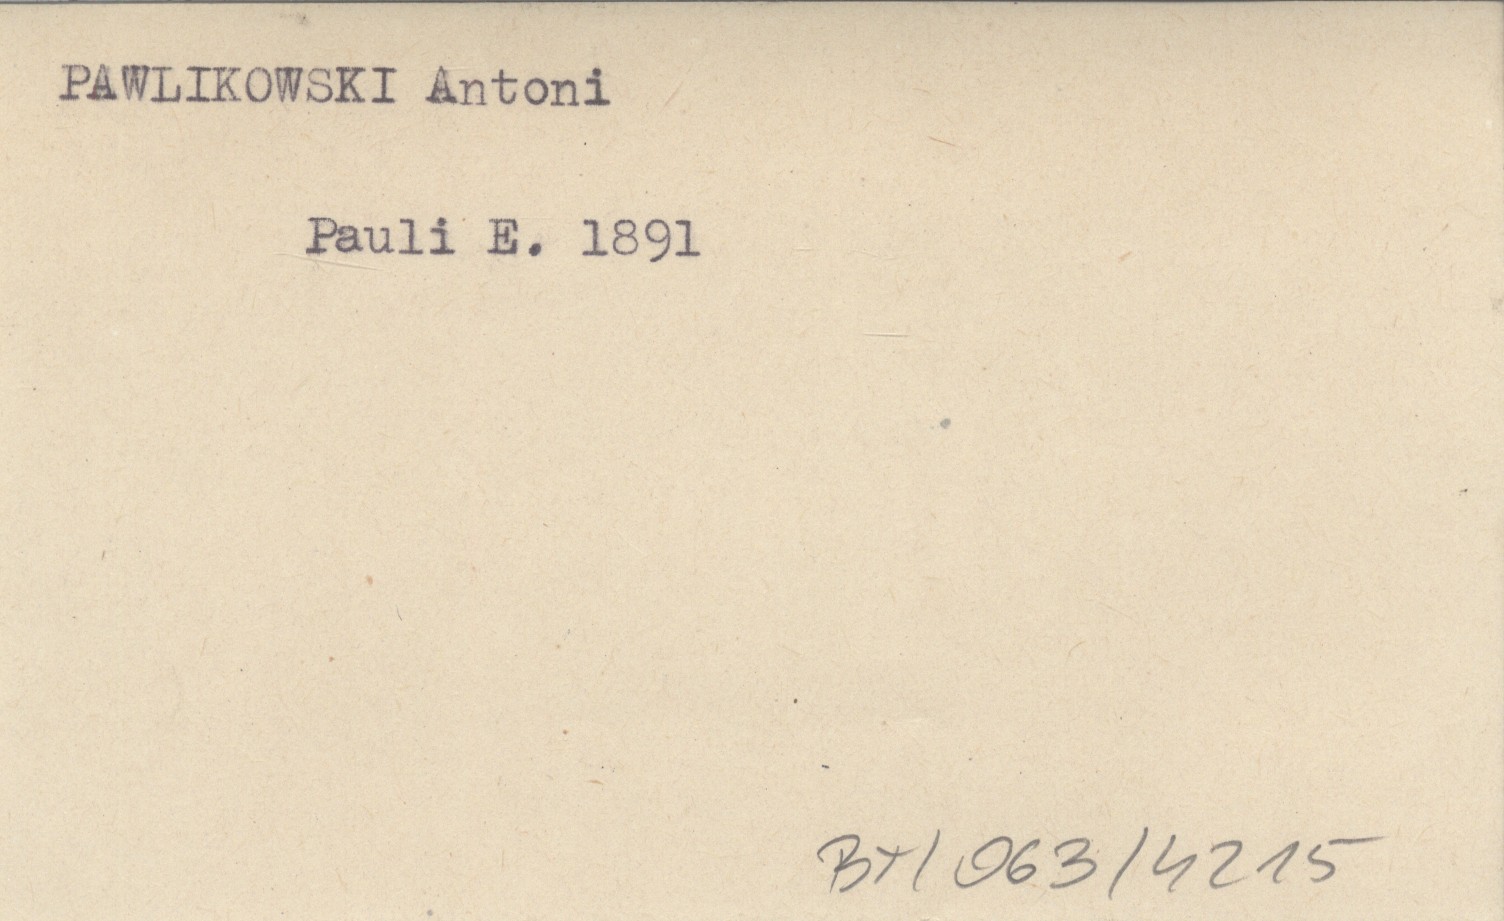 PAWLIKOWSKI Antoni
Pauli E. 1891
BT/063/4215